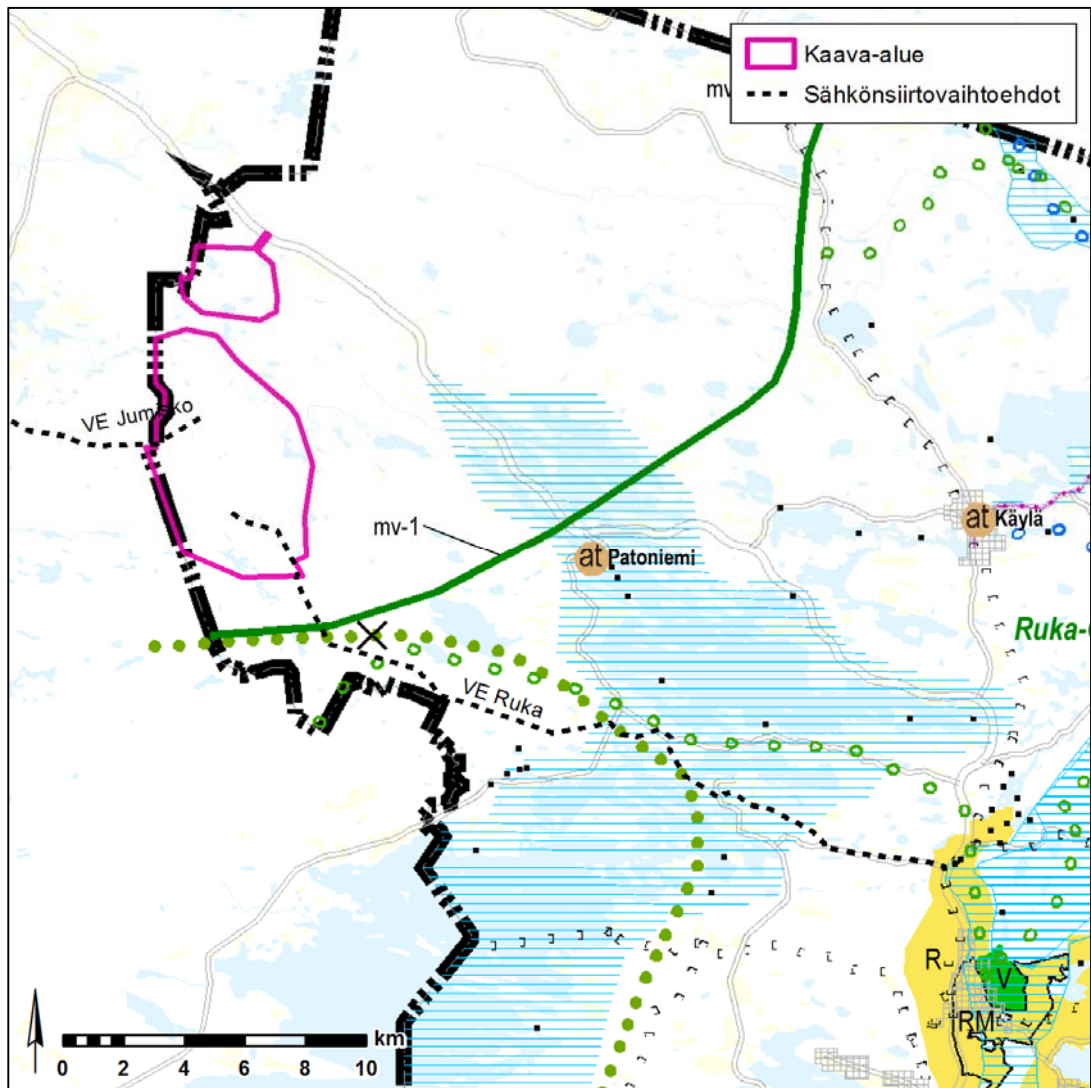 Kaava-alue
Sähkönsiirtovaihtoehdot
mv-1
at Käylä
at Patoniemi
VE Ruka
R
V
RM
km
0 2 4 6 8 10